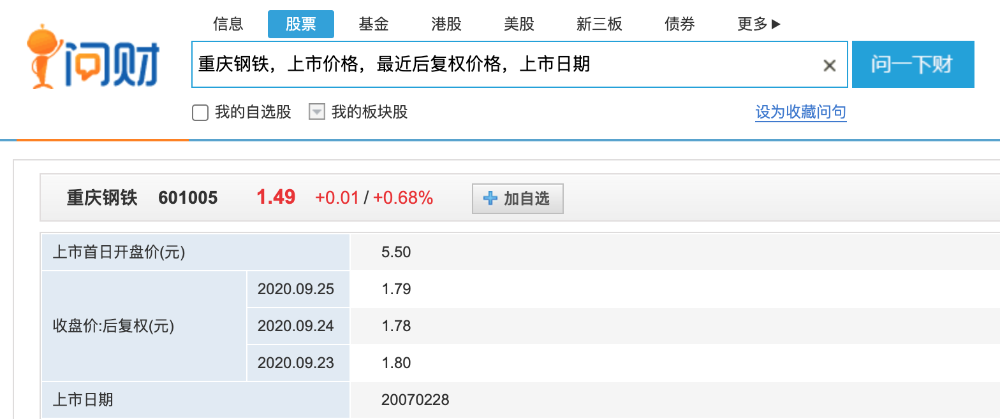 信息 股票 基金 港股 美股 新三板 债券 更多
问财
重庆钢铁，上市价格，最近后复权价格，上市日期 × 问一下财
我的自选股 我的板块股 设为收藏问句
重庆钢铁 601005 1.49 +0.01 / +0.68% 加自选
上市首日开盘价(元) 5.50
2020.09.25 1.79
收盘价:后复权(元) 2020.09.24 1.78
2020.09.23 1.80
上市日期 20070228